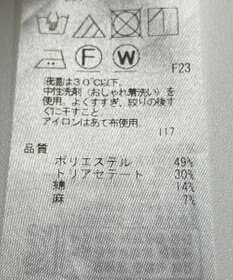 F W
F23
液温は30℃以下、
中性洗剤（おしゃれ着洗い）を
使用。よくすすぎ、絞りの後す
ぐに干すこと。
アイロンはあて布使用
117
品質
ポリエステル 49%
トリアセテート 30%
綿 14%
麻 7%